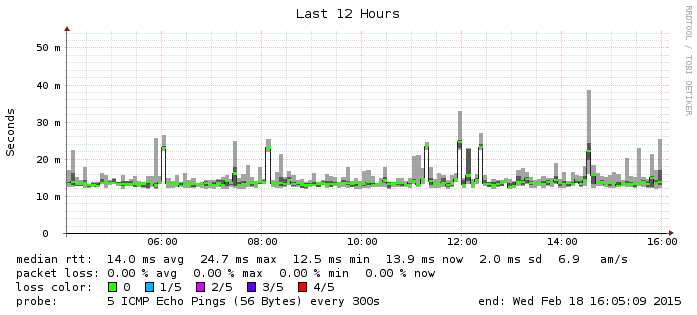 Last 12 Hours
RRDTOOL / TOBI OETIKER
Seconds
50 m
40 m
30 m
20 m
10 m
0
06:00 08:00 10:00 12:00 14:00 16:00
median rtt: 14.0 ms avg 24.7 ms max 12.5 ms min 13.9 ms now 2.0 ms sd 6.9 am/s
packet loss: 0.00 % avg 0.00 % max 0.00 % min 0.00 % now
loss color: 0 1/5 2/5 3/5 4/5
probe: 5 ICMP Echo Pings (56 Bytes) every 300s end: Wed Feb 18 16:05:09 2015